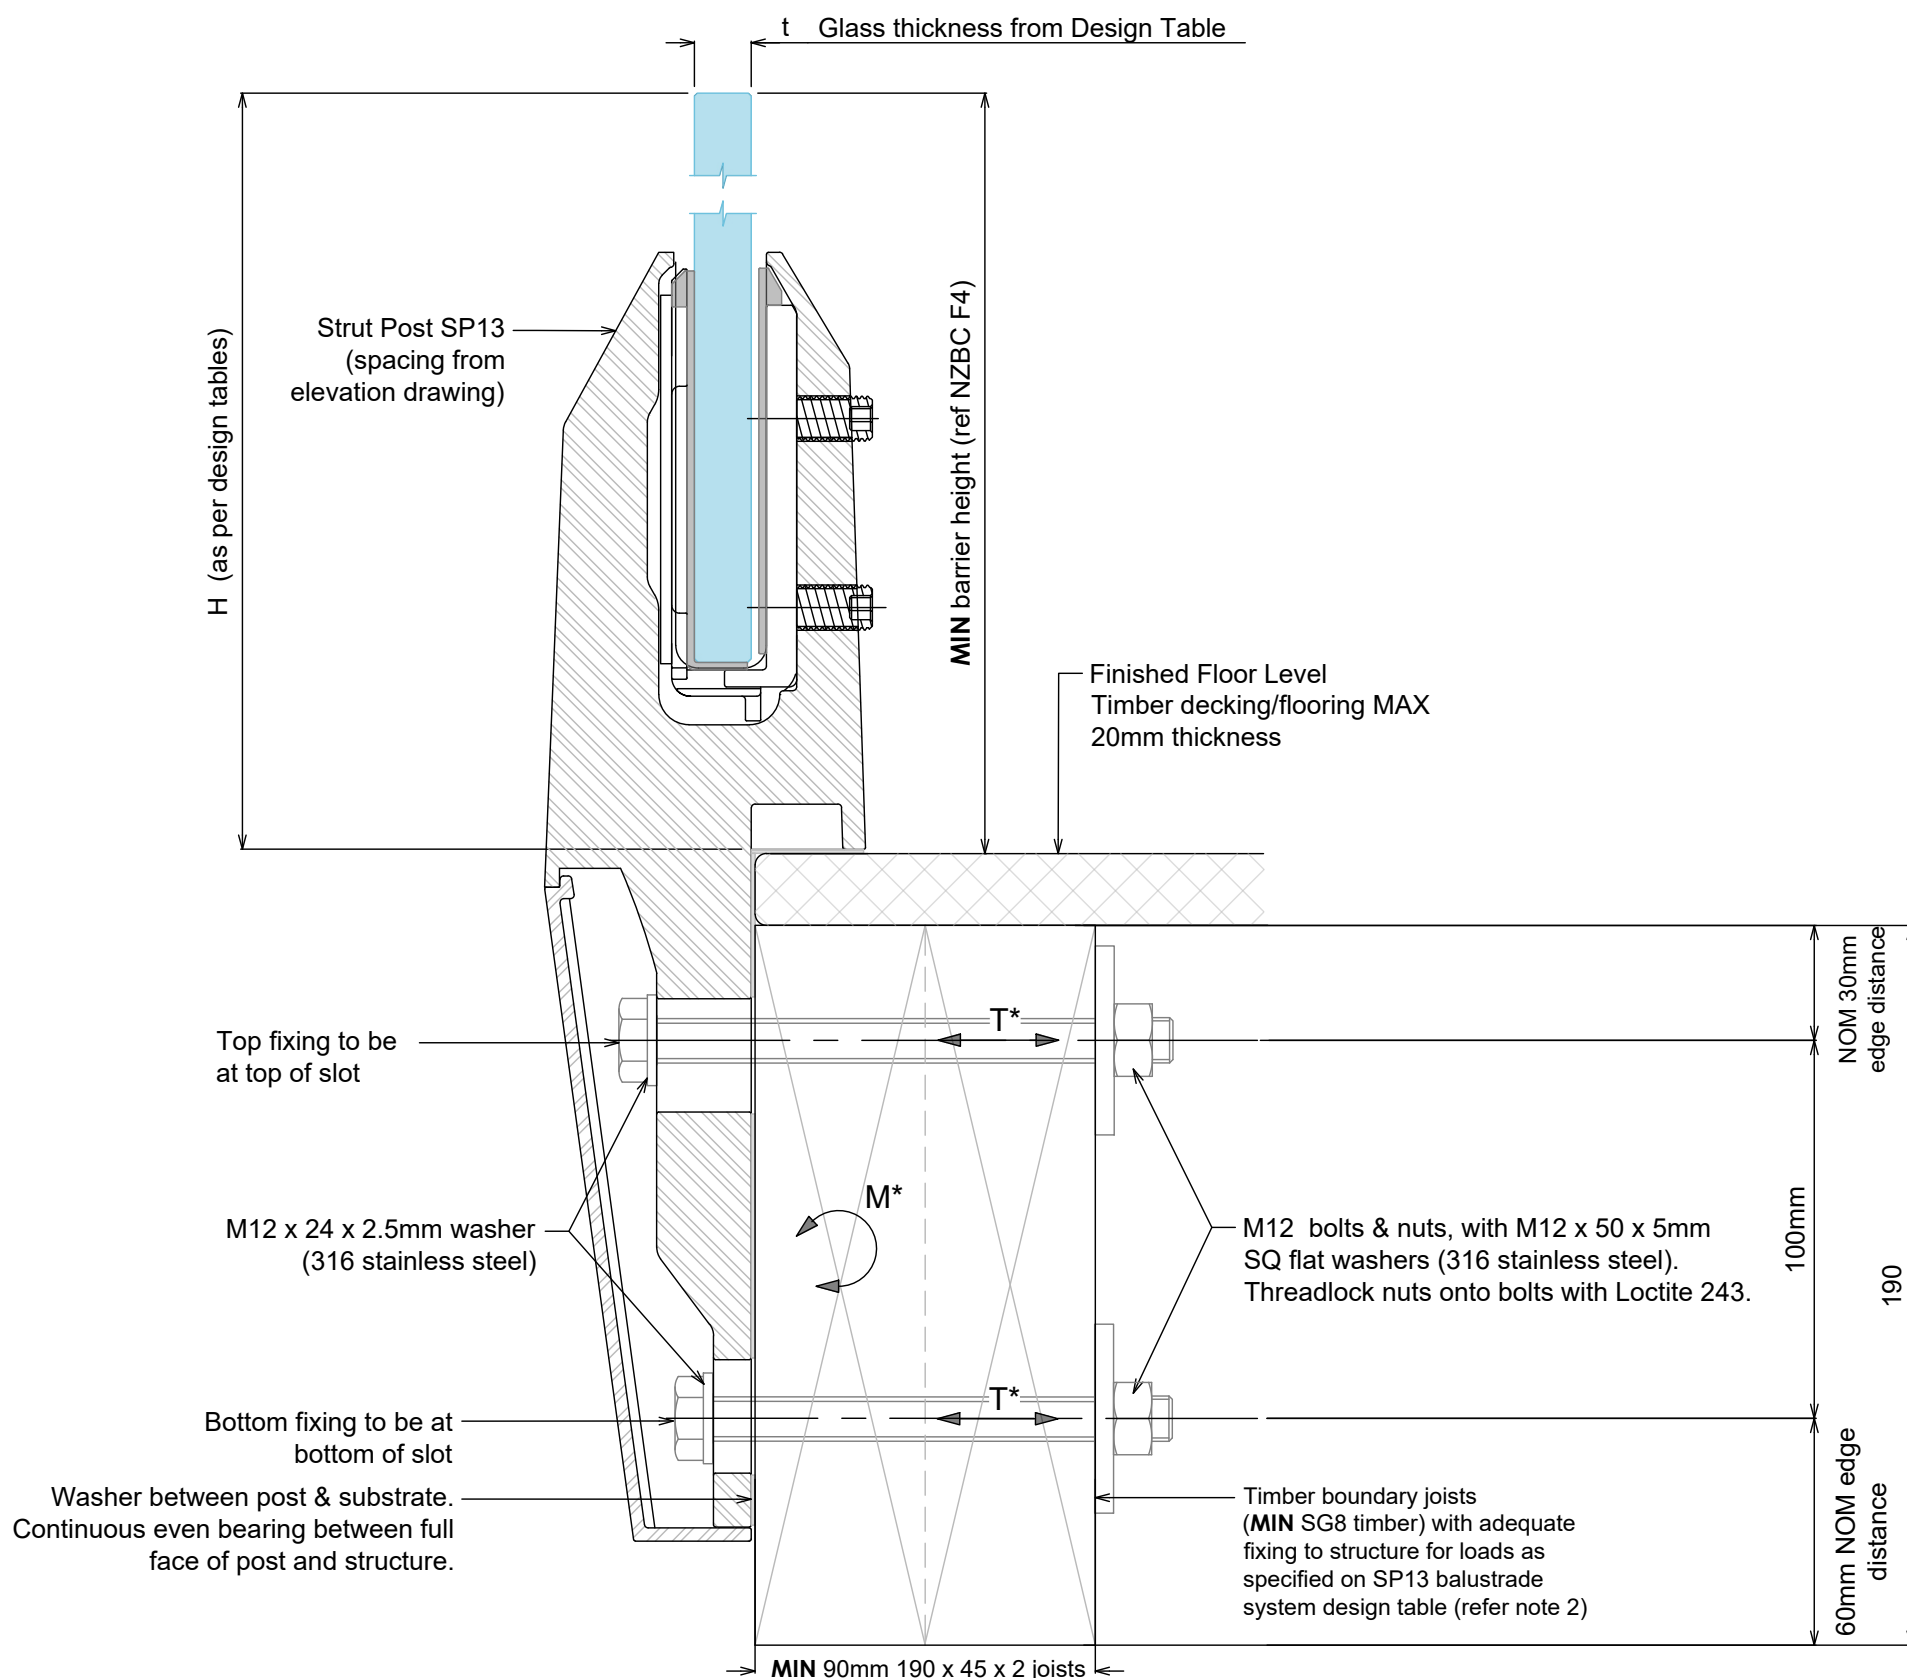 t Glass thickness from Design Table
H (as per design tables)
MIN barrier height (ref NZBC F4)
Strut Post SP13
(spacing from
elevation drawing)
Finished Floor Level
Timber decking/flooring MAX
20mm thickness
NOM 30mm
edge distance
T*
Top fixing to be
at top of slot
M*
M12 x 24 x 2.5mm washer
(316 stainless steel)
M12 bolts & nuts, with M12 x 50 x 5mm
SQ flat washers (316 stainless steel).
Threadlock nuts onto bolts with Loctite 243.
100mm
190
T*
Bottom fixing to be at
bottom of slot
Washer between post & substrate.
Continuous even bearing between full
face of post and structure.
Timber boundary joists
(MIN SG8 timber) with adequate
fixing to structure for loads as
specified on SP13 balustrade
system design table (refer note 2)
60mm NOM edge
distance
MIN 90mm 190 x 45 x 2 joists